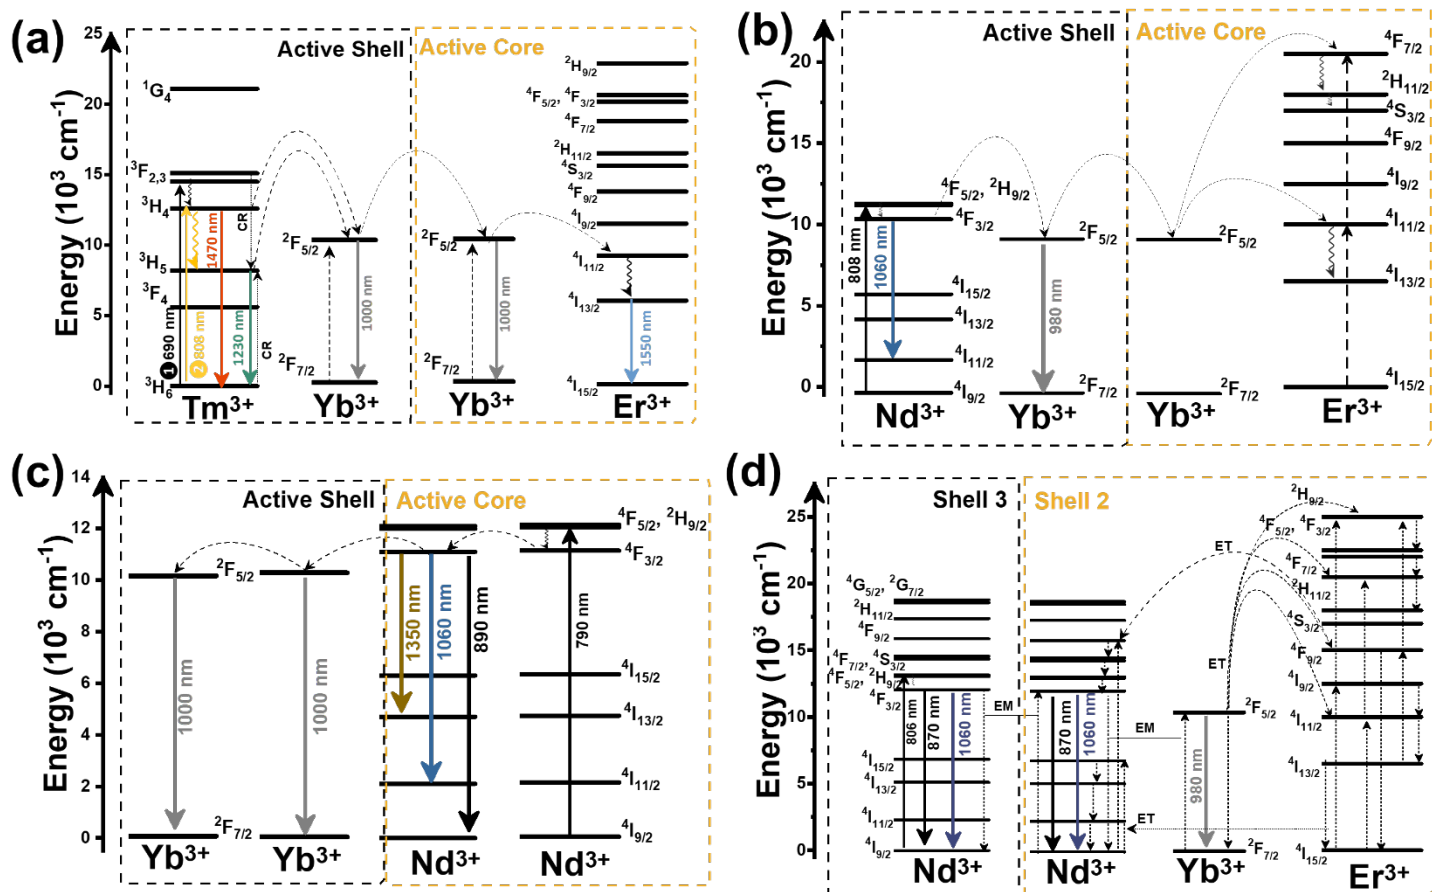 (a)
Energy (10³ cm⁻¹)
25
20
15
10
5
0
Active Shell
Active Core
¹G₄
³F₂,₃
³H₄
³H₅
³F₄
³H₆
CR
CR
1 690 nm
2 808 nm
1470 nm
1230 nm
²F₅/₂
²F₇/₂
1000 nm
²F₅/₂
²F₇/₂
1000 nm
²H₉/₂
⁴F₅/₂, ⁴F₃/₂
⁴F₇/₂
²H₁₁/₂
⁴S₃/₂
⁴F₉/₂
⁴I₉/₂
⁴I₁₁/₂
⁴I₁₃/₂
1550 nm
⁴I₁₅/₂
Tm³⁺
Yb³⁺
Yb³⁺
Er³⁺
(b)
Energy (10³ cm⁻¹)
20
15
10
5
0
Active Shell
Active Core
⁴F₅/₂, ²H₉/₂
⁴F₃/₂
808 nm
1060 nm
⁴I₁₅/₂
⁴I₁₃/₂
⁴I₁₁/₂
⁴I₉/₂
²F₅/₂
980 nm
²F₇/₂
²F₅/₂
²F₇/₂
⁴F₇/₂
²H₁₁/₂
⁴S₃/₂
⁴F₉/₂
⁴I₉/₂
⁴I₁₁/₂
⁴I₁₃/₂
⁴I₁₅/₂
Nd³⁺
Yb³⁺
Yb³⁺
Er³⁺
(c)
Energy (10³ cm⁻¹)
14
12
10
8
6
4
2
0
Active Shell
Active Core
²F₅/₂
1000 nm
1000 nm
²F₇/₂
1350 nm
1060 nm
890 nm
790 nm
⁴F₅/₂, ²H₉/₂
⁴F₃/₂
⁴I₁₅/₂
⁴I₁₃/₂
⁴I₁₁/₂
⁴I₉/₂
Yb³⁺
Yb³⁺
Nd³⁺
Nd³⁺
(d)
Energy (10³ cm⁻¹)
25
20
15
10
5
0
Shell 3
Shell 2
⁴G₅/₂, ²G₇/₂
²H₁₁/₂
⁴F₉/₂
⁴F₇/₂, ⁴S₃/₂
⁴F₅/₂, ²H₉/₂
⁴F₃/₂
806 nm
870 nm
1060 nm
⁴I₁₅/₂
⁴I₁₃/₂
⁴I₁₁/₂
⁴I₉/₂
EM
870 nm
1060 nm
EM
ET
ET
ET
²F₅/₂
980 nm
²F₇/₂
²H₉/₂
⁴F₅/₂, ⁴F₃/₂
⁴F₇/₂
²H₁₁/₂
⁴S₃/₂
⁴F₉/₂
⁴I₉/₂
⁴I₁₁/₂
⁴I₁₃/₂
⁴I₁₅/₂
Nd³⁺
Nd³⁺
Yb³⁺
Er³⁺